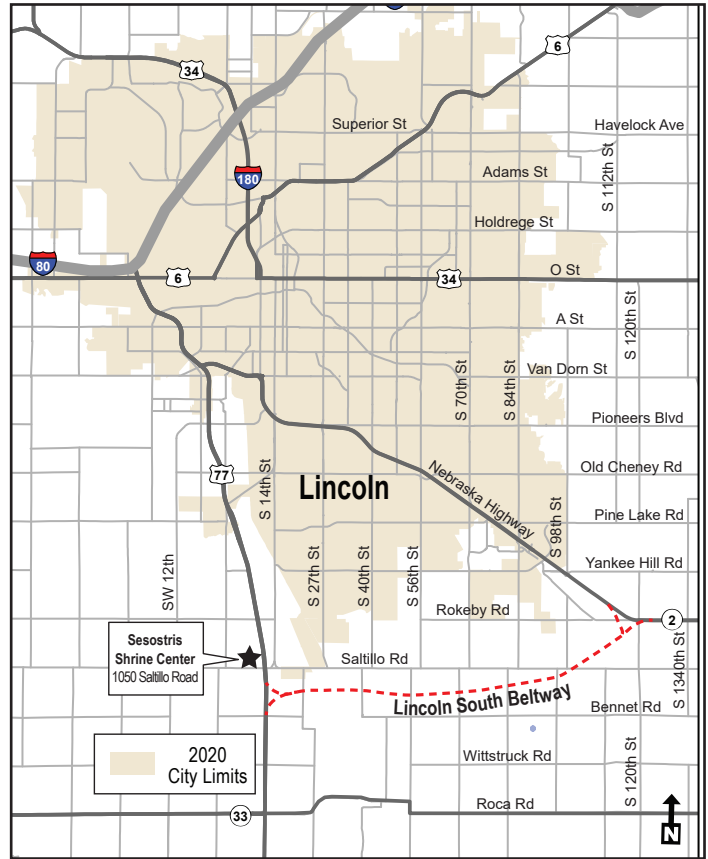 6
34
Superior St
Havelock Ave
180
Adams St
S 112th St
Holdrege St
80
6
34
O St
A St
S 120th St
Van Dorn St
S 70th St
S 84th St
Pioneers Blvd
77
S 14th St
Lincoln
Nebraska Highway
Old Cheney Rd
Pine Lake Rd
S 98th St
Yankee Hill Rd
SW 12th
S 27th St
S 40th St
S 56th St
Rokeby Rd
2
Sesostris
Shrine Center
1050 Saltillo Road
Saltillo Rd
S 1340th St
Lincoln South Beltway
Bennet Rd
2020
City Limits
Wittstruck Rd
S 120th St
Roca Rd
33
N